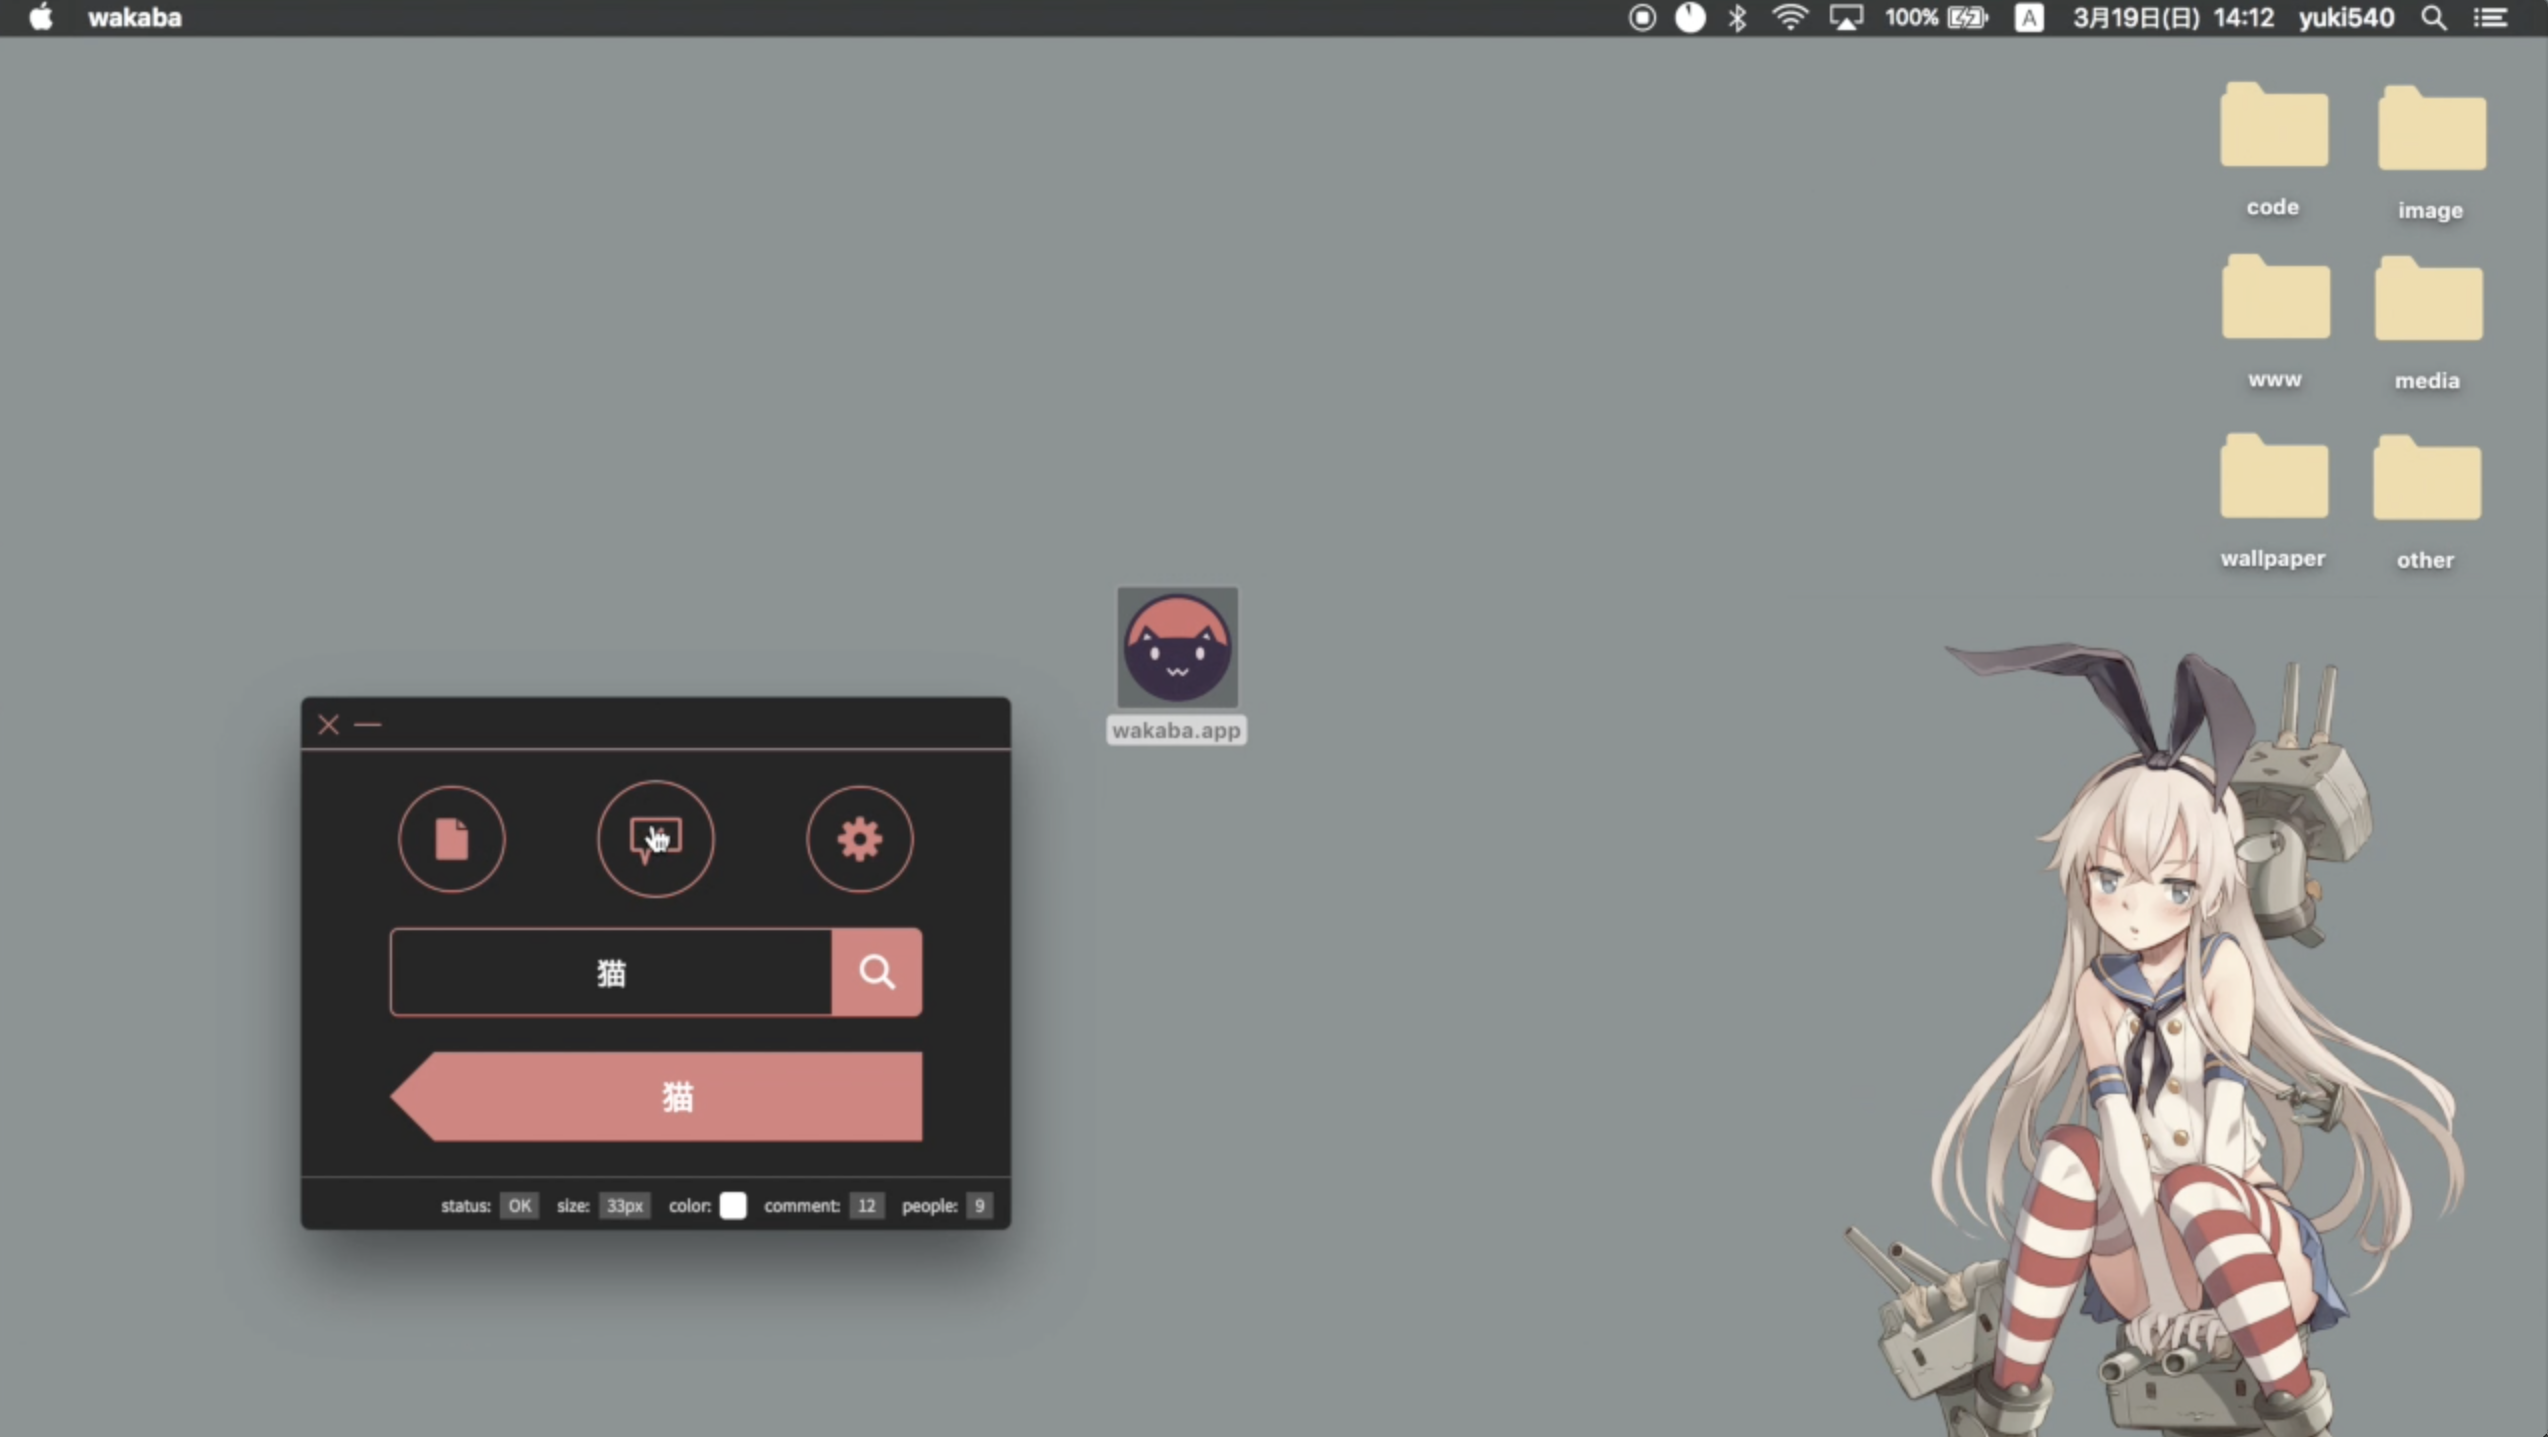 wakaba 100% A 3月19日(日) 14:12 yuki540
code image
www media
wallpaper other
wakaba.app
猫
猫
status: OK size: 33px color: comment: 12 people: 9